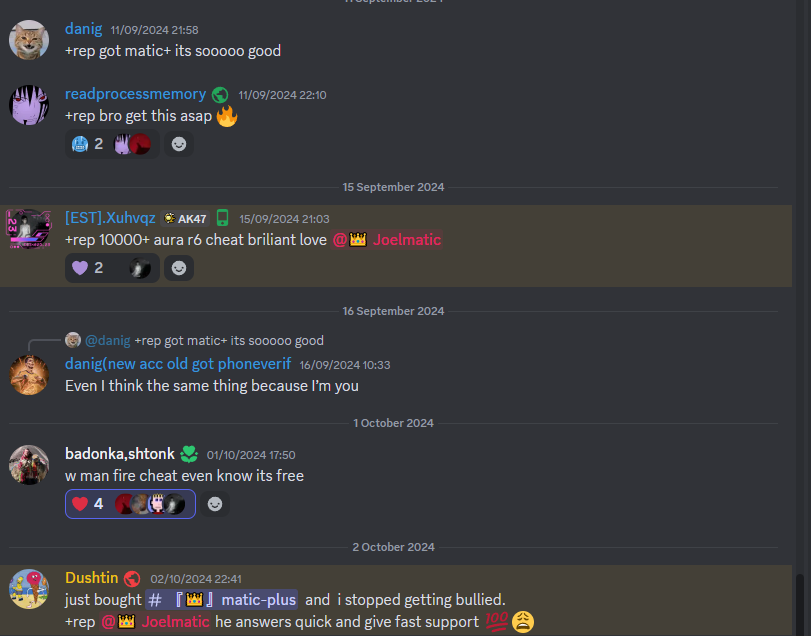 danig 11/09/2024 21:58
+rep got matic+ its sooooo good
readprocessmemory 11/09/2024 22:10
+rep bro get this asap 🔥
2
15 September 2024
[EST].Xuhvqz AK47 15/09/2024 21:03
+rep 10000+ aura r6 cheat briliant love @👑 Joelmatic
2
16 September 2024
@danig +rep got matic+ its sooooo good
danig(new acc old got phoneverif 16/09/2024 10:33
Even I think the same thing because I'm you
1 October 2024
badonka,shtonk 01/10/2024 17:50
w man fire cheat even know its free
4
2 October 2024
Dushtin 02/10/2024 22:41
just bought # 『👑』 matic-plus and i stopped getting bullied.
+rep @👑 Joelmatic he answers quick and give fast support 💯😩